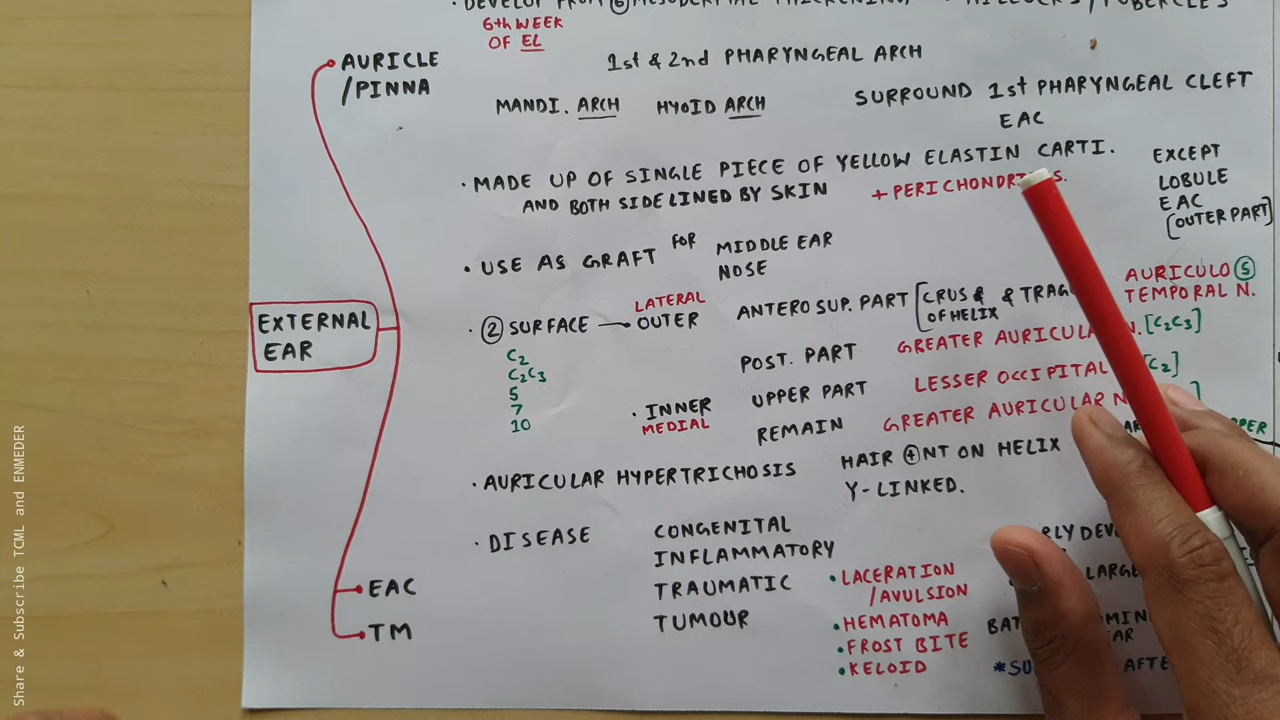 6th WEEK
OF EL
AURICLE
/PINNA
1st & 2nd PHARYNGEAL ARCH
MANDI. ARCH HYOID ARCH
SURROUND 1st PHARYNGEAL CLEFT
EAC
• MADE UP OF SINGLE PIECE OF YELLOW ELASTIN CARTI.
AND BOTH SIDE LINED BY SKIN
EXCEPT
LOBULE
EAC
[OUTER PART]
• USE AS GRAFT FOR MIDDLE EAR
NOSE
EXTERNAL
EAR
• ② SURFACE → OUTER
LATERAL
ANTERO SUP. PART [CRUS & &
OF HELIX
AURICULO ⑤
TEMPORAL N.
C2
C2C3
5
7
10
POST. PART GREATER [C2C3]
• INNER
MEDIAL
UPPER PART LESSER OCCIPITAL
REMAIN GREATER AURICULAR N
• AURICULAR HYPERTRICHOSIS
HAIR ⊕NT ON HELIX
Y-LINKED.
• DISEASE
CONGENITAL
INFLAMMATORY
TRAUMATIC
TUMOUR
• LACERATION
/AVULSION
• HEMATOMA
• FROST BITE
• KELOID
EAC
TM
Share & Subscribe TCML and ENMEDER